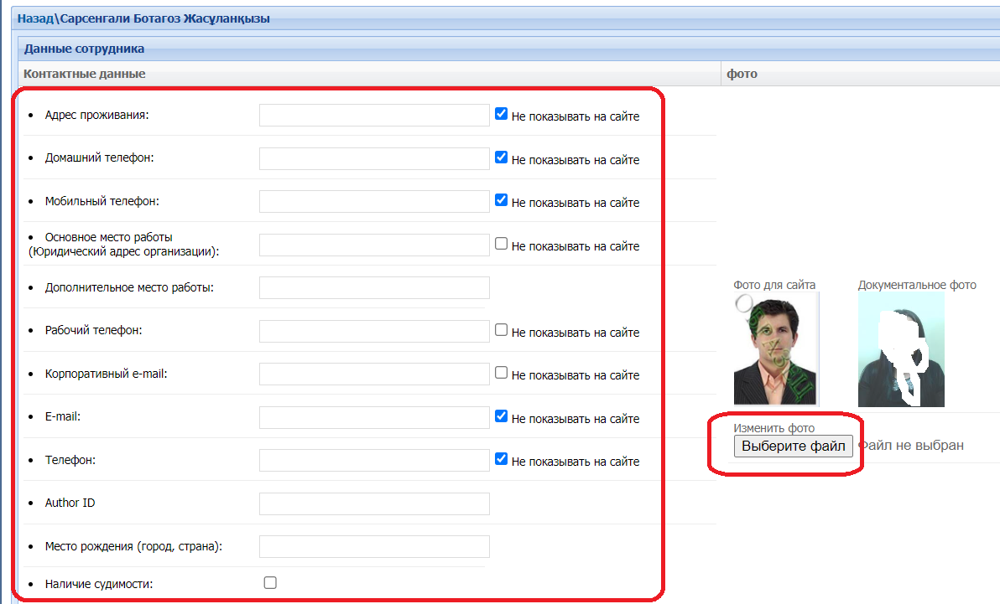 Назад\Сарсенгали Ботагоз Жасұланқызы
Данные сотрудника
Контактные данные
фото
Адрес проживания:
Не показывать на сайте
Домашний телефон:
Не показывать на сайте
Мобильный телефон:
Не показывать на сайте
Основное место работы
(Юридический адрес организации):
Не показывать на сайте
Дополнительное место работы:
Рабочий телефон:
Не показывать на сайте
Корпоративный e-mail:
Не показывать на сайте
E-mail:
Не показывать на сайте
Телефон:
Не показывать на сайте
Author ID
Место рождения (город, страна):
Наличие судимости:
Фото для сайта
Документальное фото
Образец
Изменить фото
Выберите файл
Файл не выбран